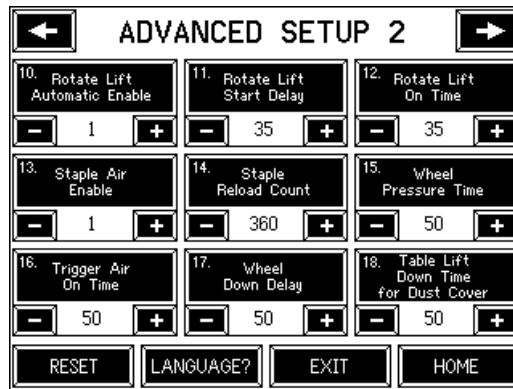 ADVANCED SETUP 2
10. Rotate Lift
Automatic Enable
- 1 +
11. Rotate Lift
Start Delay
- 35 +
12. Rotate Lift
On Time
- 35 +
13. Staple Air
Enable
- 1 +
14. Staple
Reload Count
- 360 +
15. Wheel
Pressure Time
- 50 +
16. Trigger Air
On Time
- 50 +
17. Wheel
Down Delay
- 50 +
18. Table Lift
Down Time
for Dust Cover
- 50 +
RESET
LANGUAGE?
EXIT
HOME